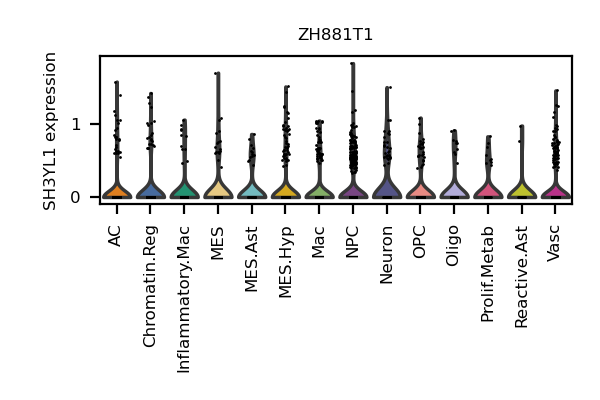 ZH881T1
SH3YL1 expression
1
0
AC
Chromatin.Reg
Inflammatory.Mac
MES
MES.Ast
MES.Hyp
Mac
NPC
Neuron
OPC
Oligo
Prolif.Metab
Reactive.Ast
Vasc